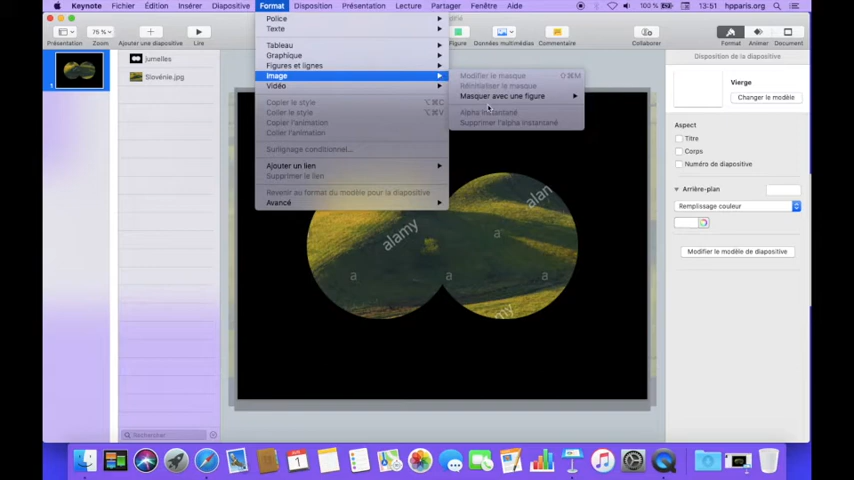 Keynote Fichier Édition Insérer Diapositive Format Disposition Présentation Lecture Partager Fenêtre Aide 100 % 13:51 hpparis.org
Présentation Zoom Ajouter une diapositive Lire Figure Données multimédias Collaborer Format Animer Document
75 %
Police
Texte
Tableau
Graphique
Figures et lignes
Image
Vidéo
Copier le style ⌥⌘C
Coller le style ⌥⌘V
Copier l'animation
Coller l'animation
Surlignage conditionnel...
Ajouter un lien
Supprimer le lien
Revenir au format du modèle pour la diapositive
Avancé
Modifier le masque ⇧⌘M
Réinitialiser le masque
Masquer avec une figure
Alpha instantané
Supprimer l'alpha instantané
1
jumelles
Slovénie.jpg
Rechercher
alamy
alan
a
a
a
a
Disposition de la diapositive
Vierge
Changer le modèle
Aspect
Titre
Corps
Numéro de diapositive
Arrière-plan
Remplissage couleur
Modifier le modèle de diapositive